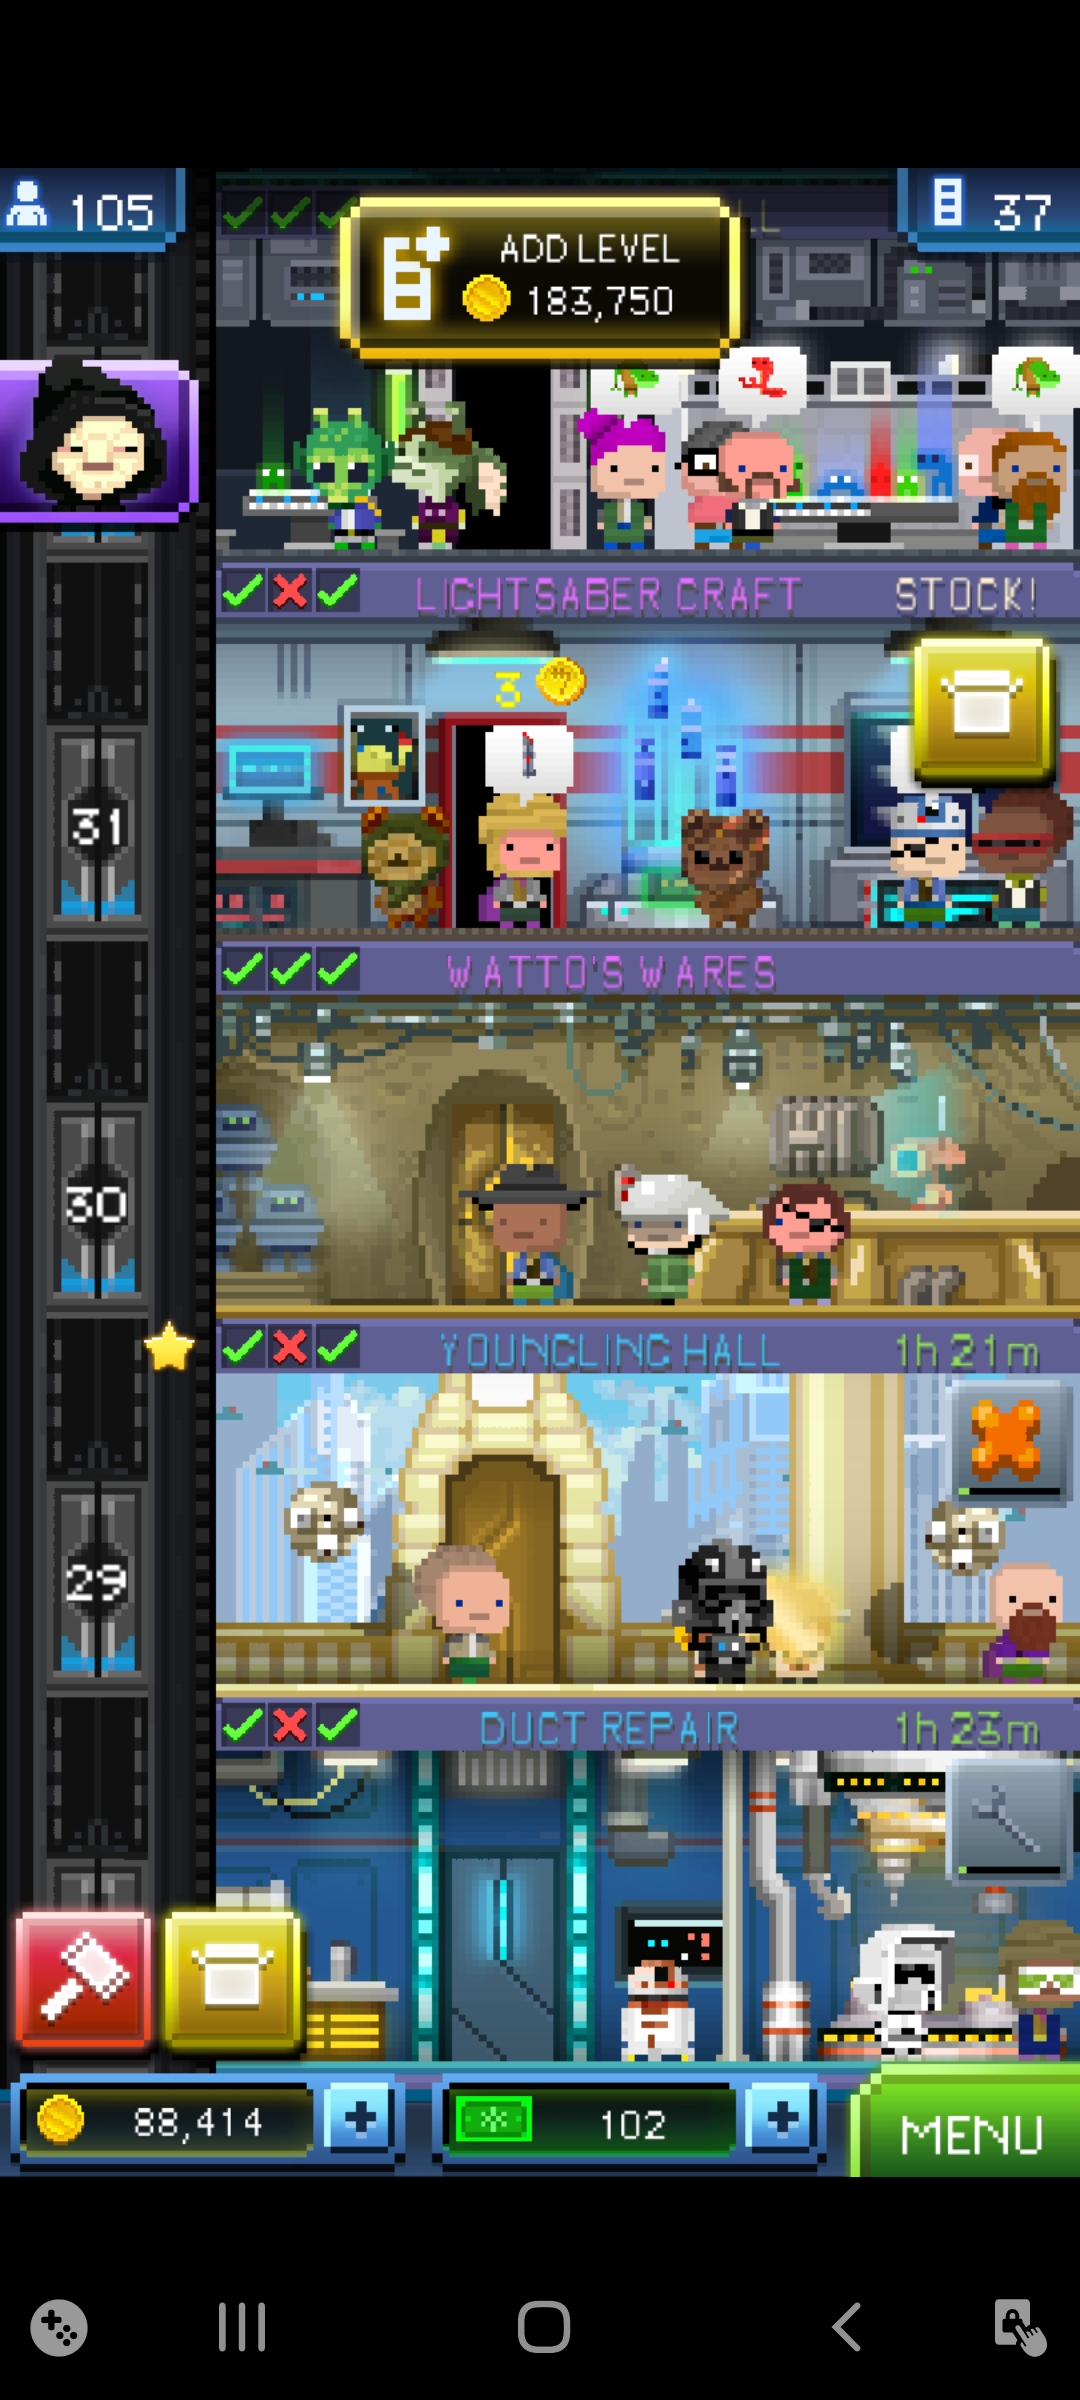 105
LL
37
ADD LEVEL
183,750
LIGHTSABER CRAFT STOCK!
3
31
WATTO'S WARES
30
YOUNGLING HALL 1h 21m
29
DUCT REPAIR 1h 23m
88,414
102
MENU